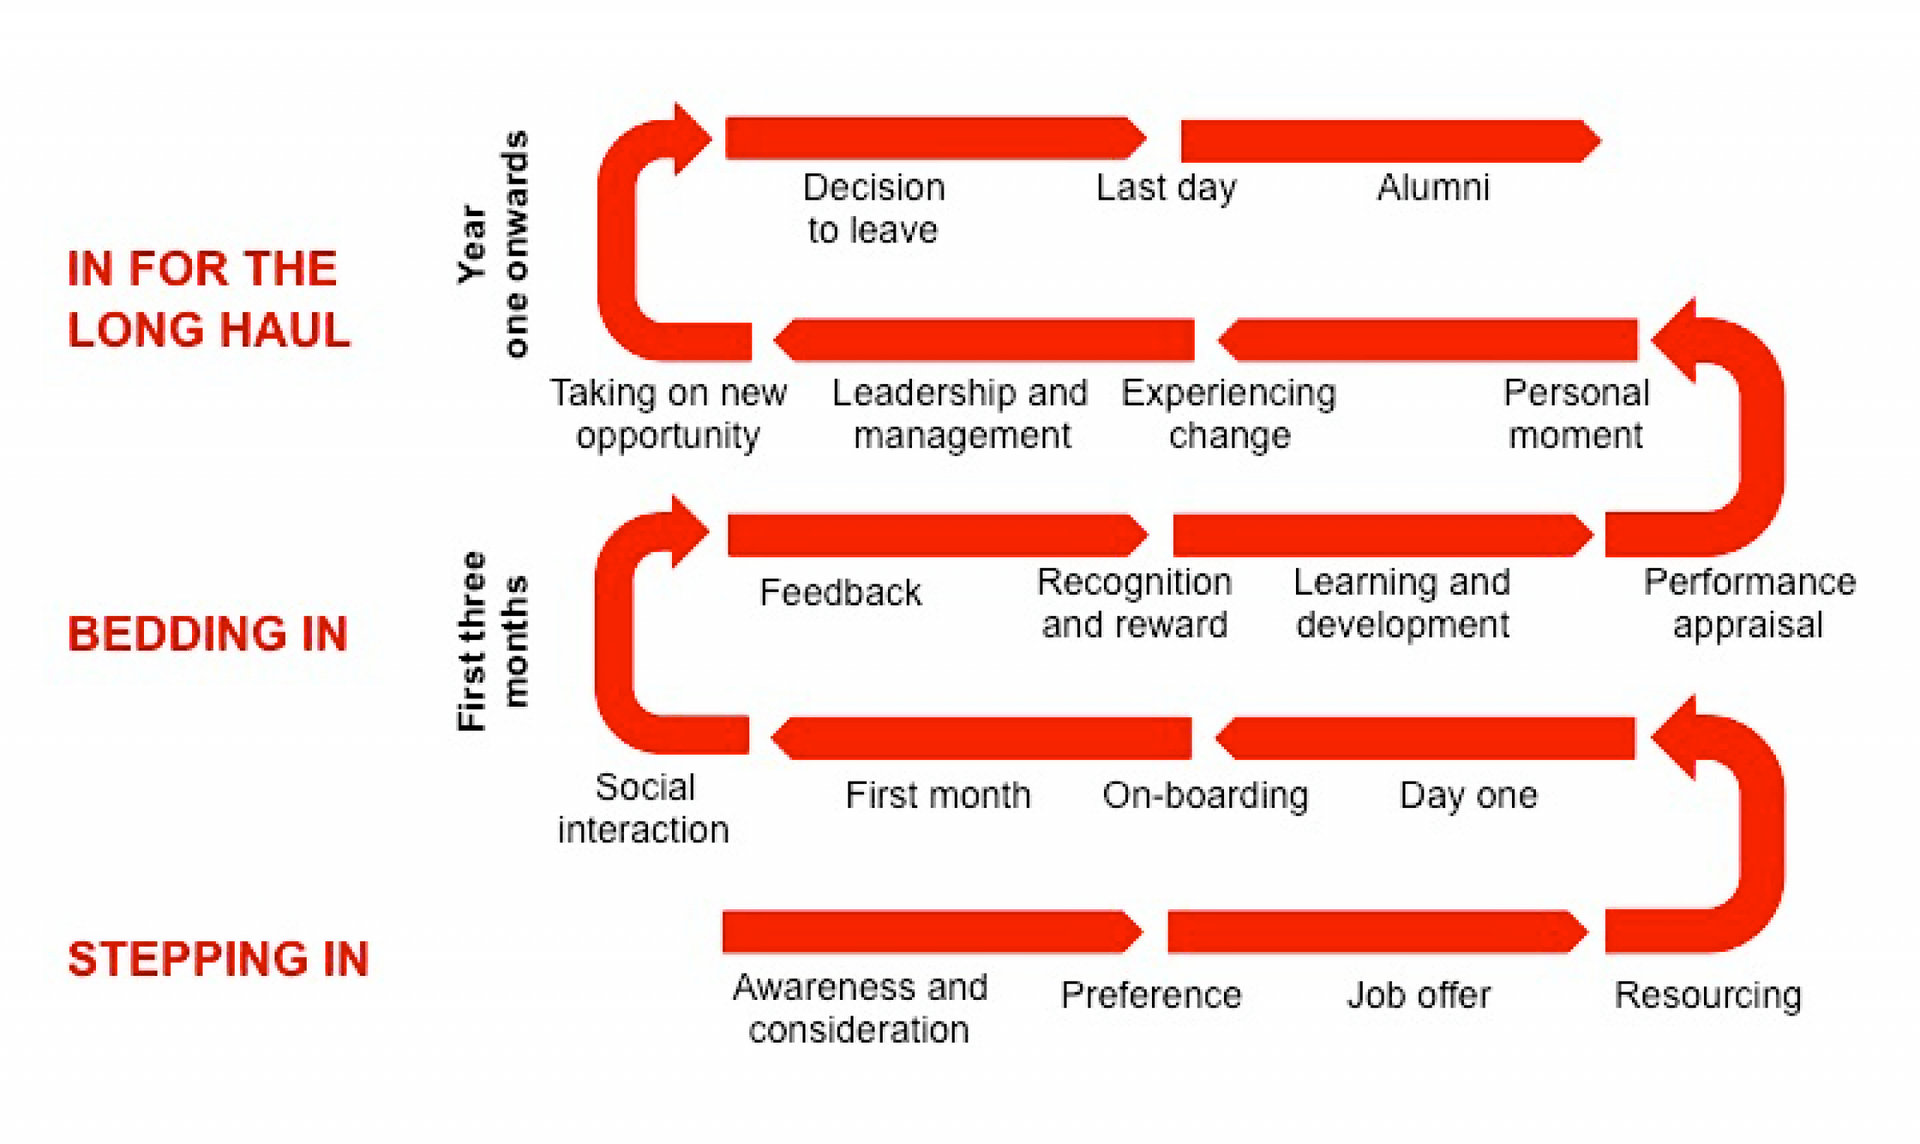 Year
one onwards
Decision
to leave
Last day
Alumni
IN FOR THE
LONG HAUL
Taking on new
opportunity
Leadership and
management
Experiencing
change
Personal
moment
First three
months
Feedback
Recognition
and reward
Learning and
development
Performance
appraisal
BEDDING IN
Social
interaction
First month
On-boarding
Day one
STEPPING IN
Awareness and
consideration
Preference
Job offer
Resourcing